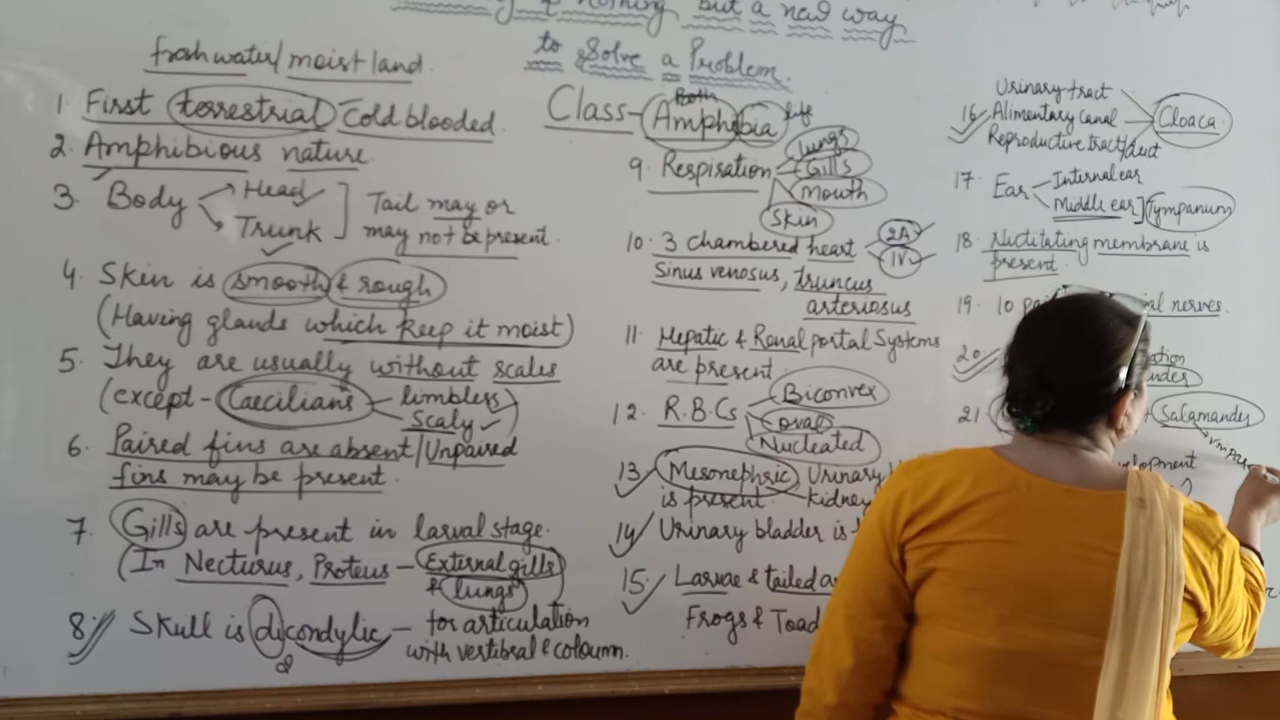 of nothing but a new way
to Solve a Problem.
fresh water/moist land.
1. First terrestrial Cold blooded.
2. Amphibious nature.
3. Body Head Trunk
Tail may or
may not be present.
4. Skin is smooth & rough
(Having glands which keep it moist)
5. They are usually without scales
(except - Caecilians limbless
Scaly
6. Paired fins are absent/Unpaired
fins may be present.
7. Gills are present in larval stage.
(In Necturus, Proteus - External gills
& lungs
8. Skull is dicondylic - for articulation
with vertibral coloumn.
Class - Amphibia
Both life
9. Respiration
Lungs
Gills
mouth
Skin
10. 3 chambered heart 2A 1V
Sinus venosus, truncus
arteriosus
11. Hepatic & Renal portal Systems
are present.
12. R.B.Cs
Biconvex
oval
Nucleated
13. Mesonephric Urinary
is present. kidney
14. Urinary bladder is
15. Larvae & tailed
Frogs & Toad
16. Urinary tract
Alimentary canal
Reproductive tract/duct
Cloaca
17. Ear Internal ear
Middle ear] Tympanum
18. Nictitating membrane is
present.
19. 10 nerves.
20.
21 Salamander